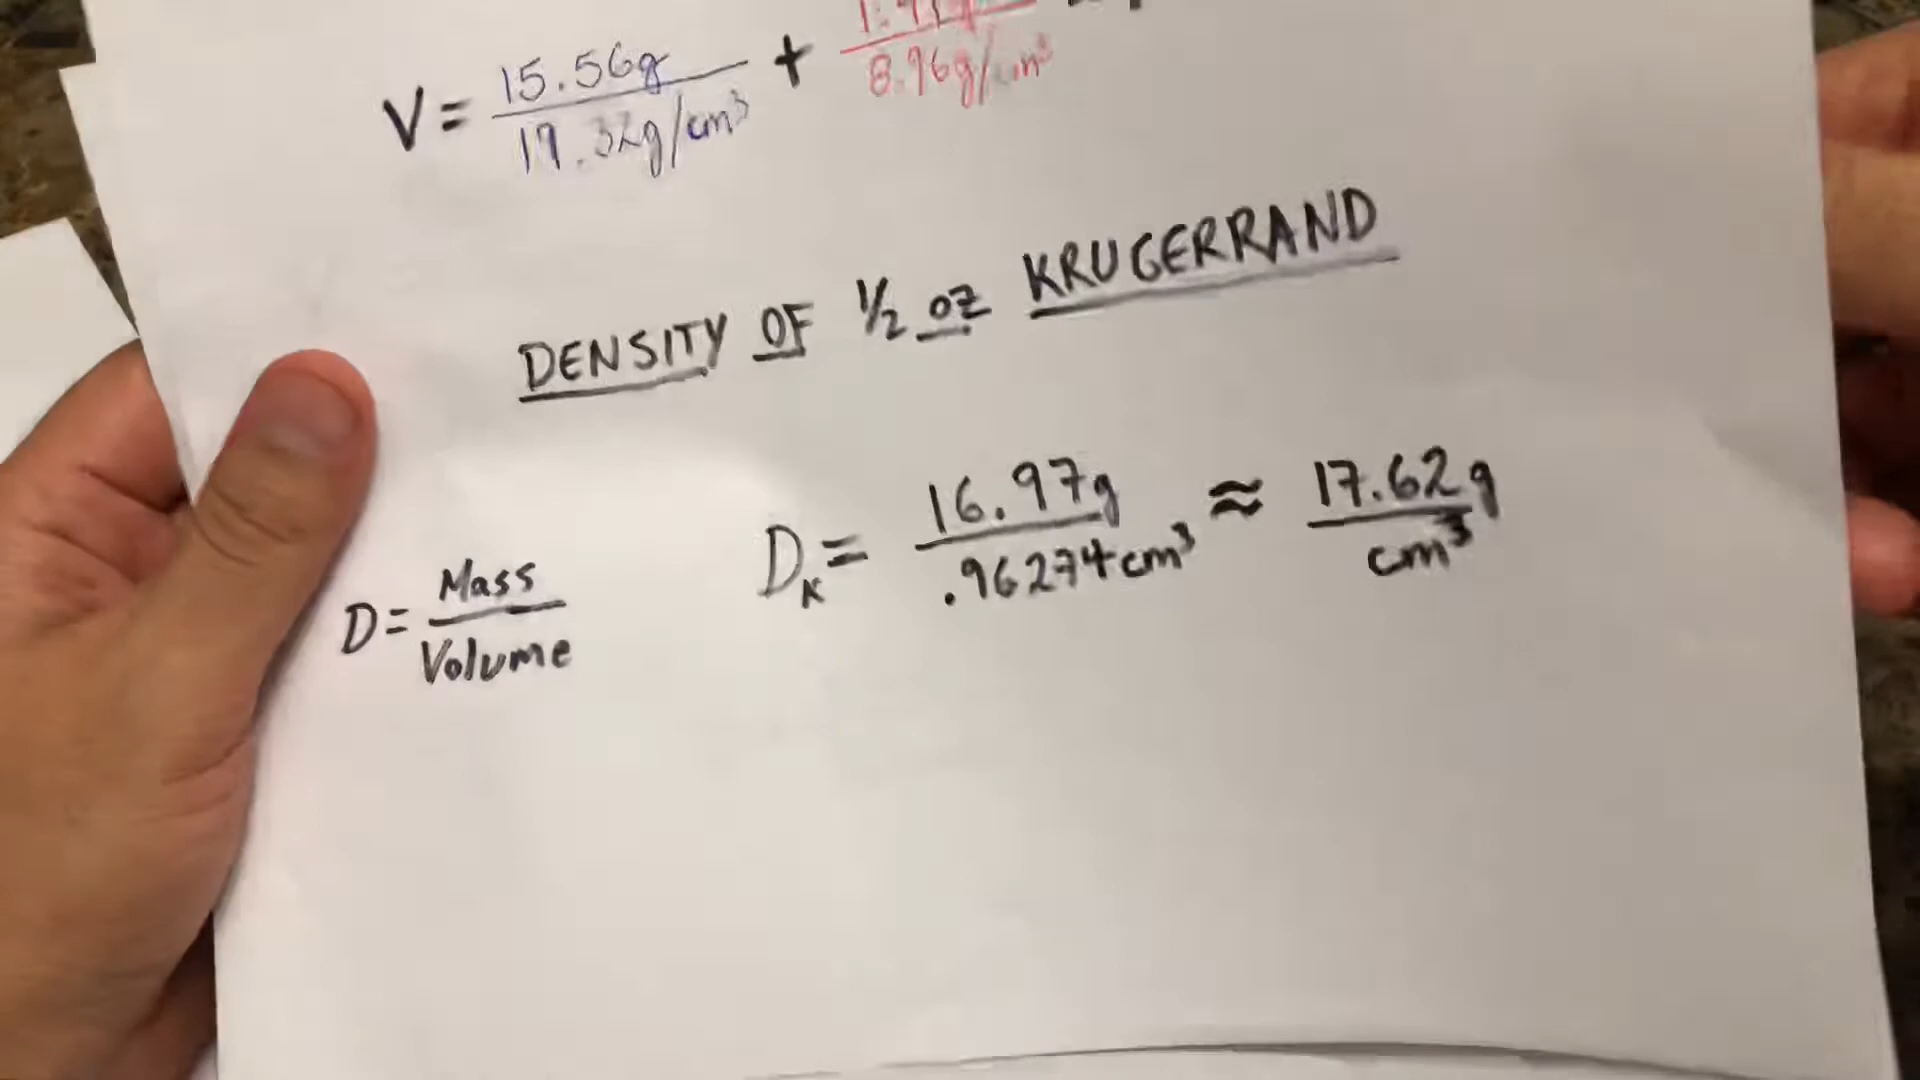 V = 15.56g / 19.32g/cm³ + 8.96g/cm³
DENSITY OF 1/2 oz KRUGERRAND
D = Mass / Volume
Dₖ = 16.97g / .96274cm³ ≈ 17.62g / cm³